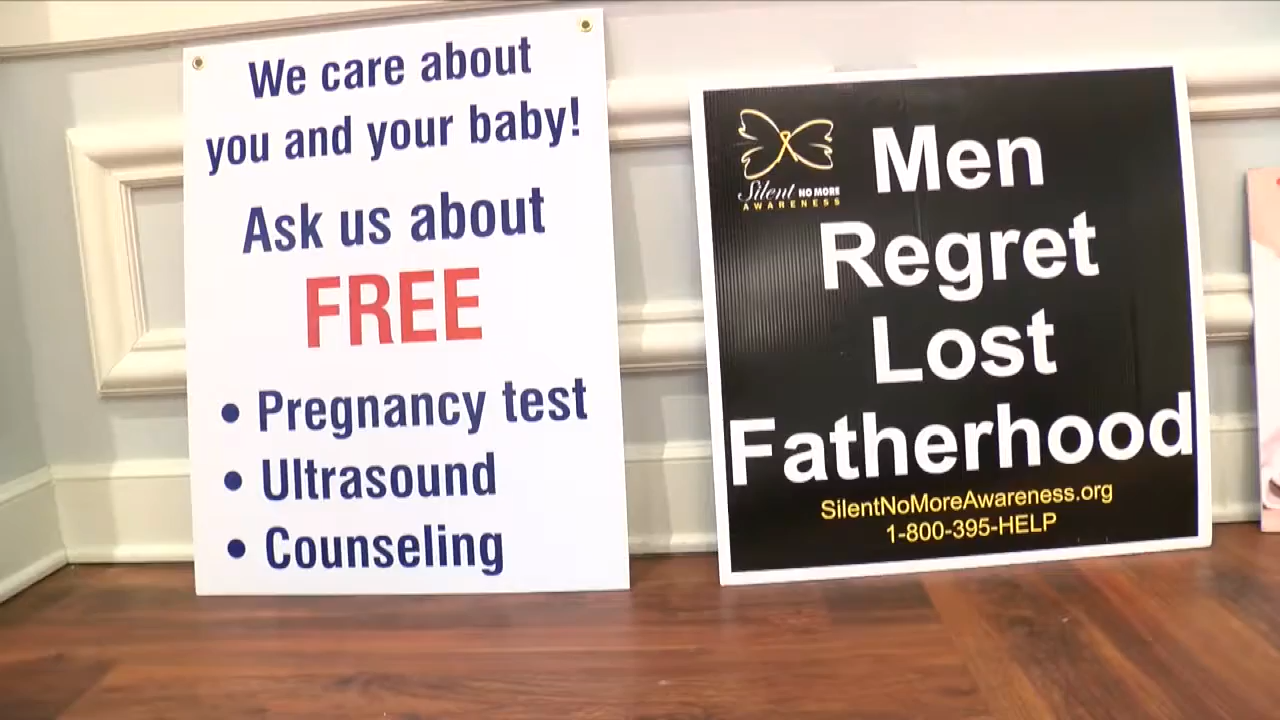 We care about
you and your baby!
Ask us about
FREE
• Pregnancy test
• Ultrasound
• Counseling
Silent NO MORE
AWARENESS
Men
Regret
Lost
Fatherhood
SilentNoMoreAwareness.org
1-800-395-HELP